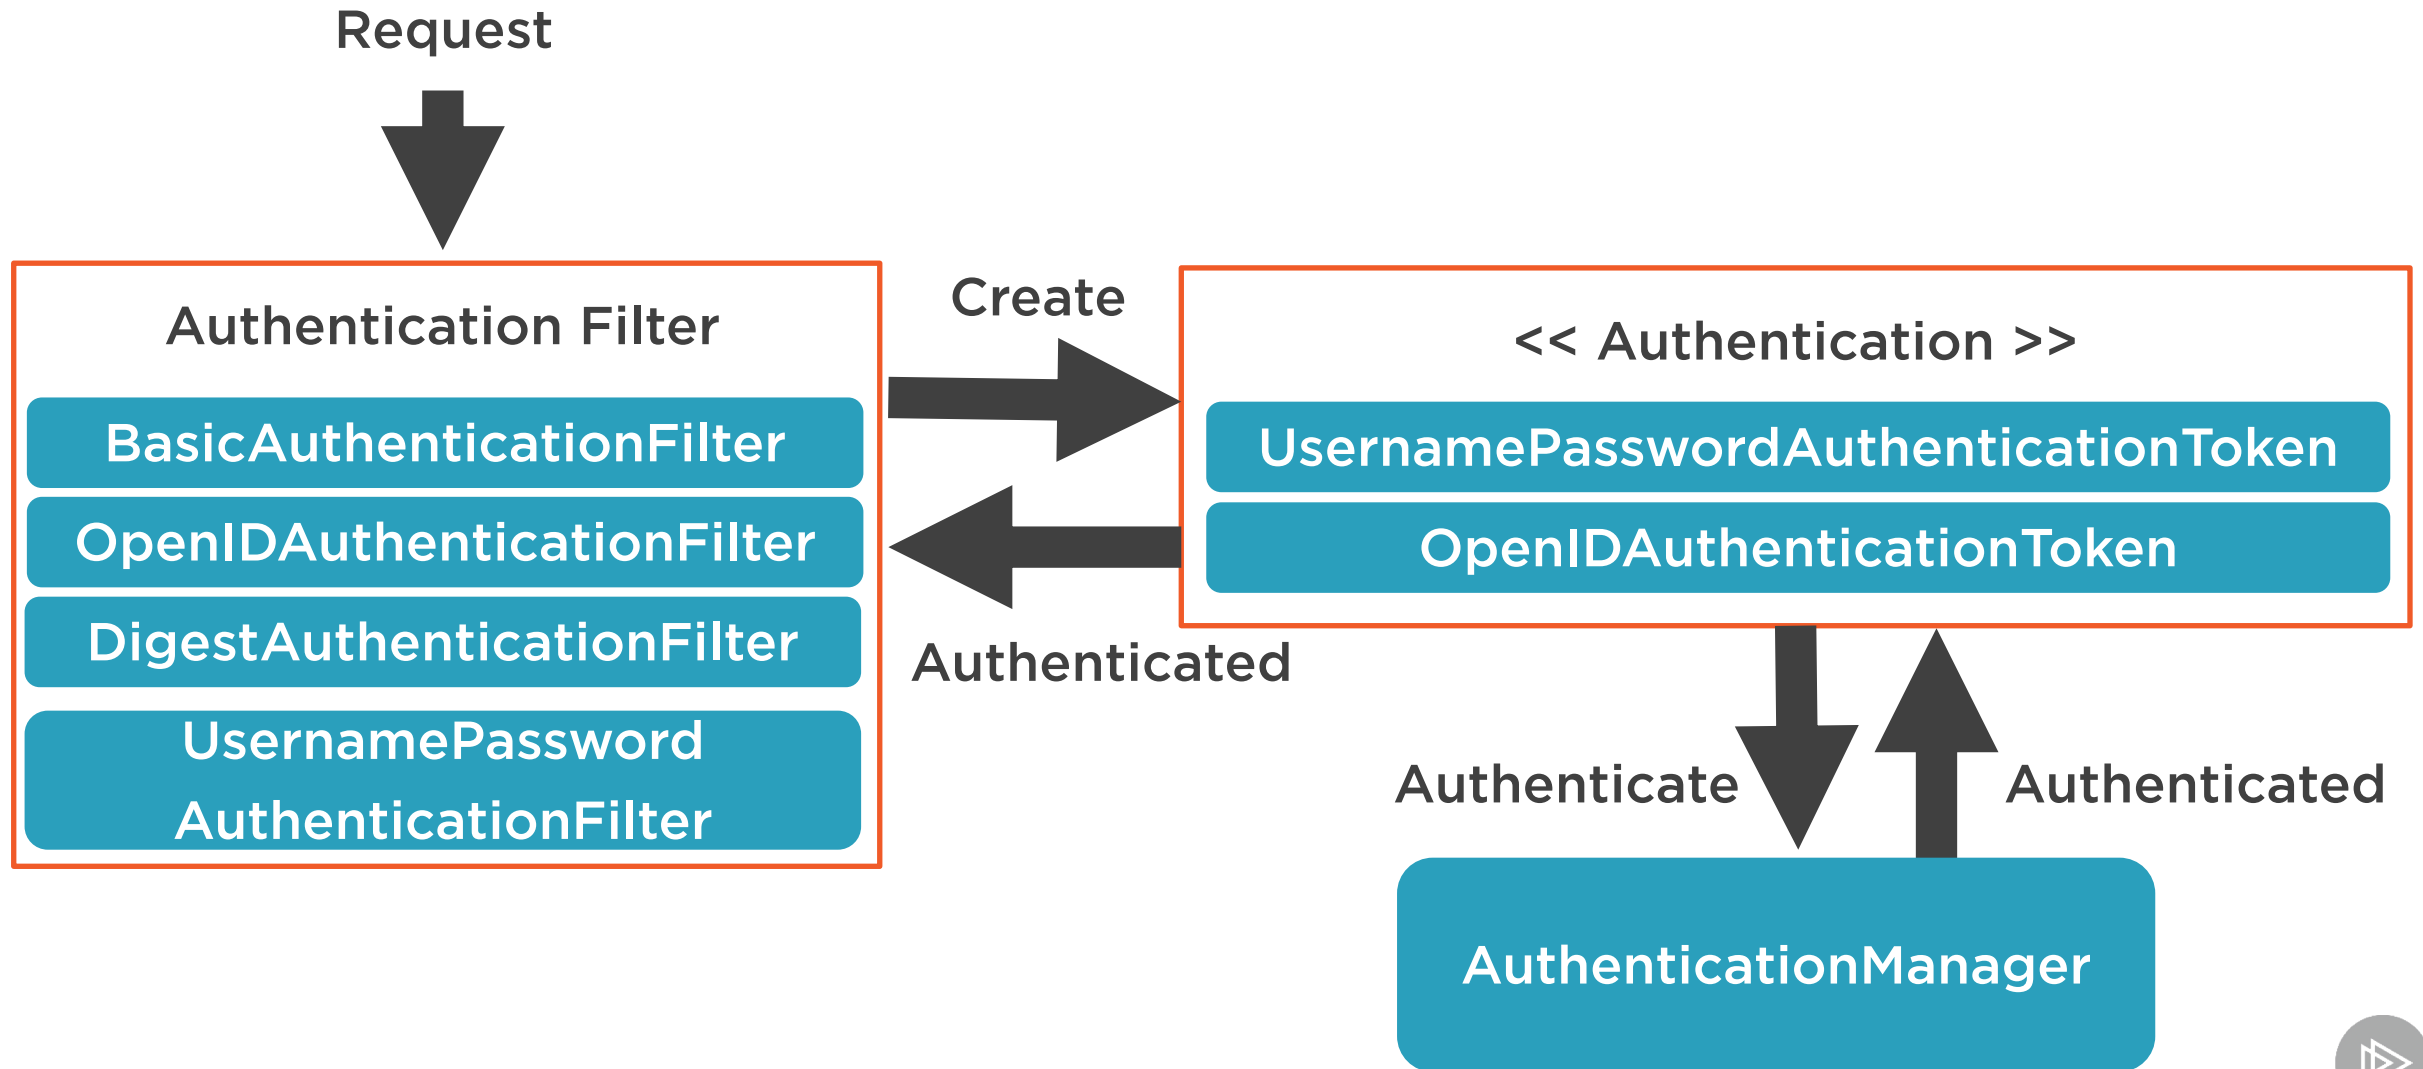 Request
Authentication Filter
BasicAuthenticationFilter
OpenIDAuthenticationFilter
DigestAuthenticationFilter
UsernamePassword
AuthenticationFilter
Create
Authenticated
<< Authentication >>
UsernamePasswordAuthenticationToken
OpenIDAuthenticationToken
Authenticate
Authenticated
AuthenticationManager